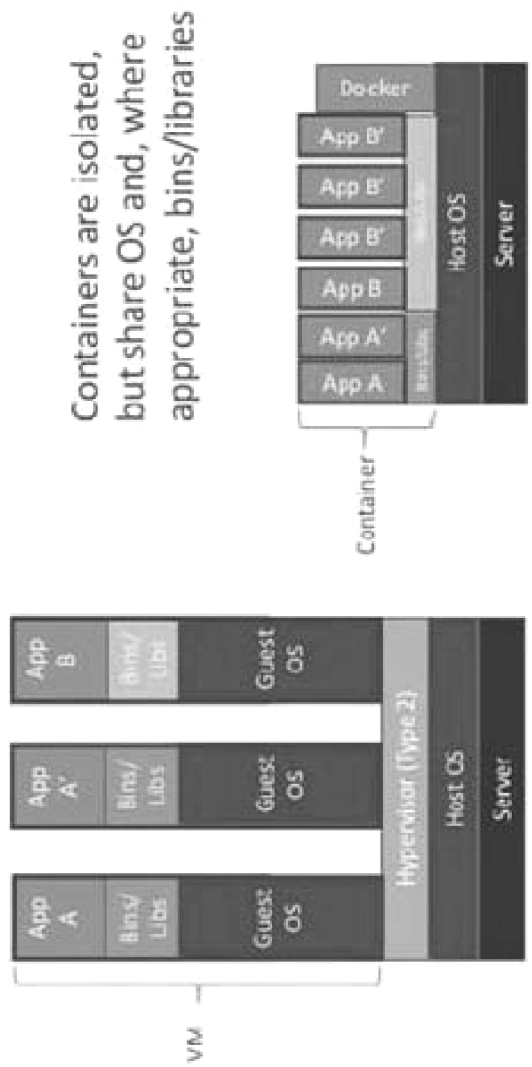 Containers are isolated,
but share OS and, where
appropriate, bins/libraries
VM
App
A
Bins/
Libs
Guest
OS
App
A'
Bins/
Libs
Guest
OS
App
B
Bins/
Libs
Guest
OS
Hypervisor (Type 2)
Host OS
Server
Container
App A
App A'
App B
App B'
App B'
App B'
Docker
Bins/Libs
Host OS
Server